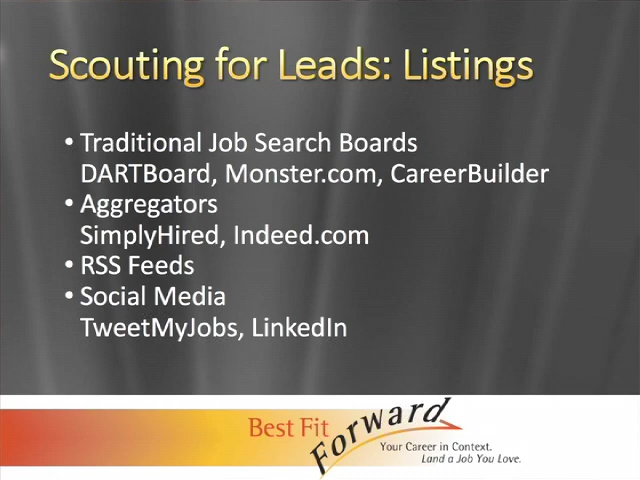 Scouting for Leads: Listings
• Traditional Job Search Boards
DARTBoard, Monster.com, CareerBuilder
• Aggregators
SimplyHired, Indeed.com
• RSS Feeds
• Social Media
TweetMyJobs, LinkedIn
Best Fit Forward
Your Career in Context.
Land a Job You Love.